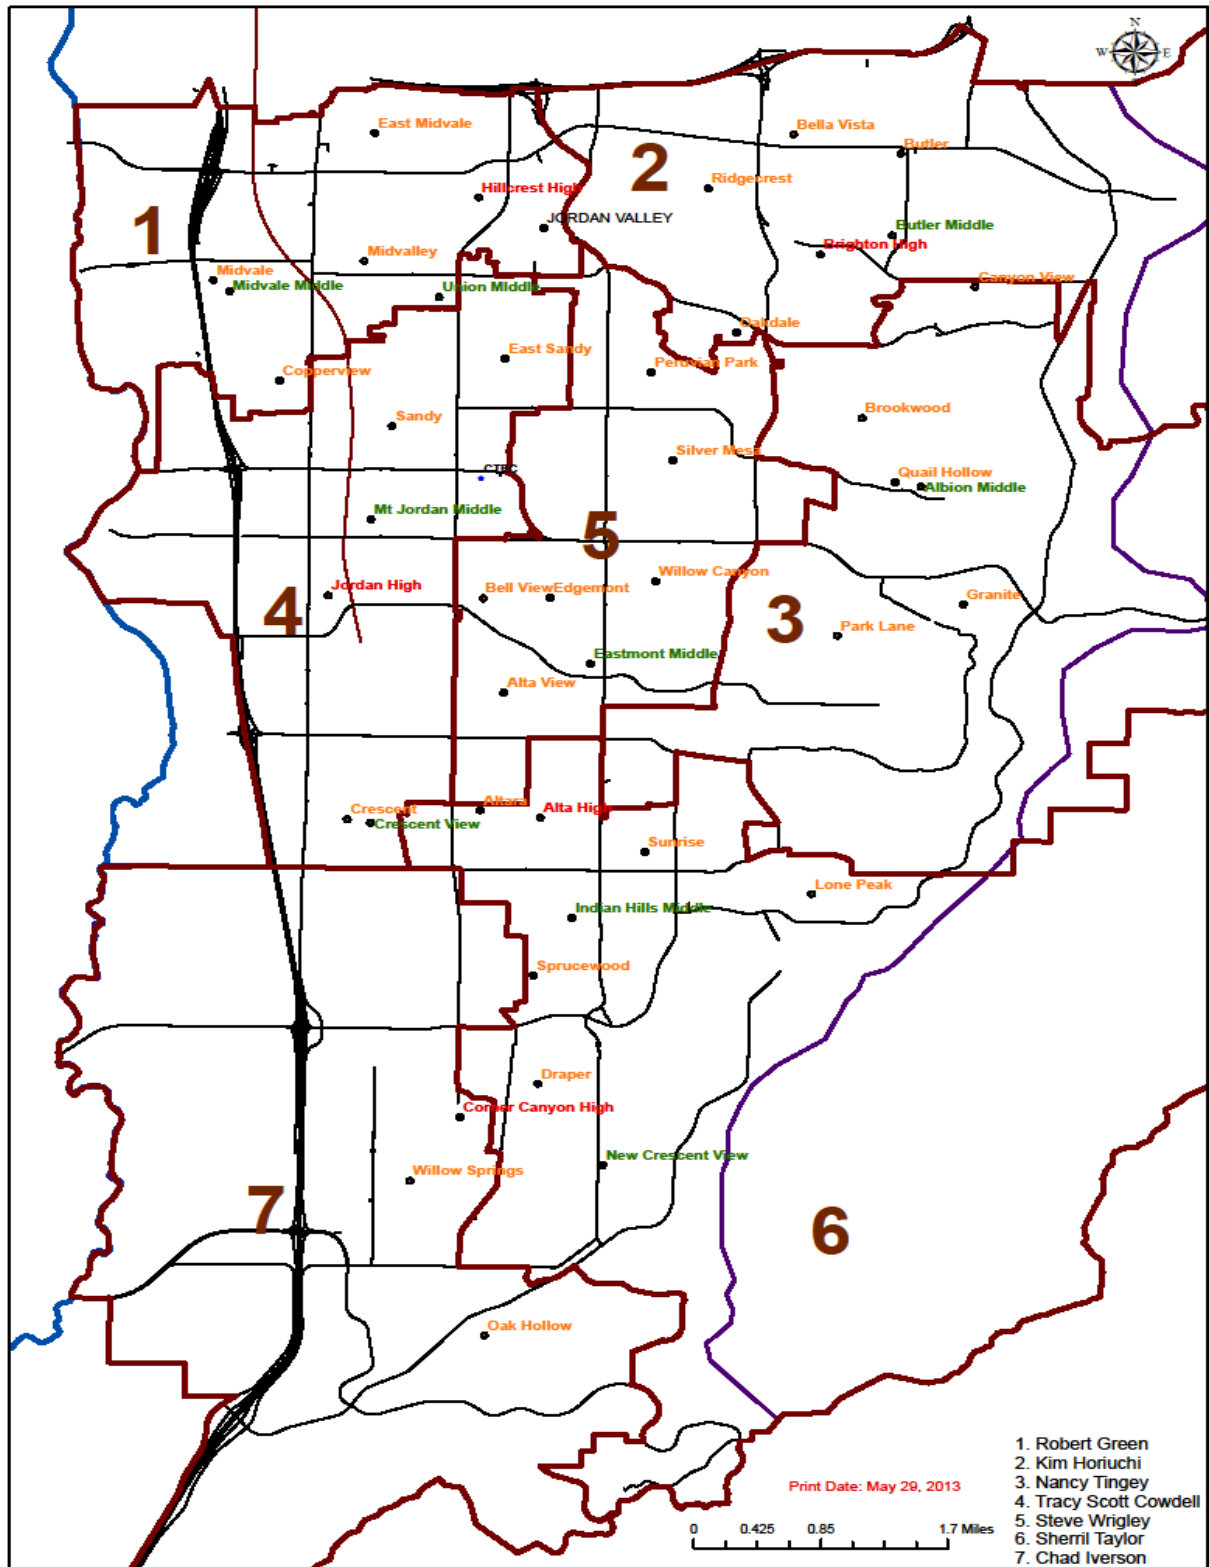 N
W E
East Midvale
Bella Vista
Butler
2
Ridgecrest
Hillcrest High
JORDAN VALLEY
1
Butler Middle
Brighton High
Midvalley
Midvale
Canyon View
Midvale Middle
Union MIddle
Oakdale
East Sandy
Peruvian Park
Copperview
Brookwood
Sandy
Silver Mesa
CTEC
Quail Hollow
Albion Middle
Mt Jordan Middle
5
Willow Canyon
Jordan High
Bell View Edgemont
Granite
4
3
Park Lane
Eastmont Middle
Alta View
Crescent
Altara
Alta High
Crescent View
Sunrise
Lone Peak
Indian Hills Middle
Sprucewood
Draper
Corner Canyon High
New Crescent View
Willow Springs
7
6
Oak Hollow
1. Robert Green
2. Kim Horiuchi
3. Nancy Tingey
4. Tracy Scott Cowdell
5. Steve Wrigley
6. Sherril Taylor
7. Chad Iverson
Print Date: May 29, 2013
0 0.425 0.85 1.7 Miles